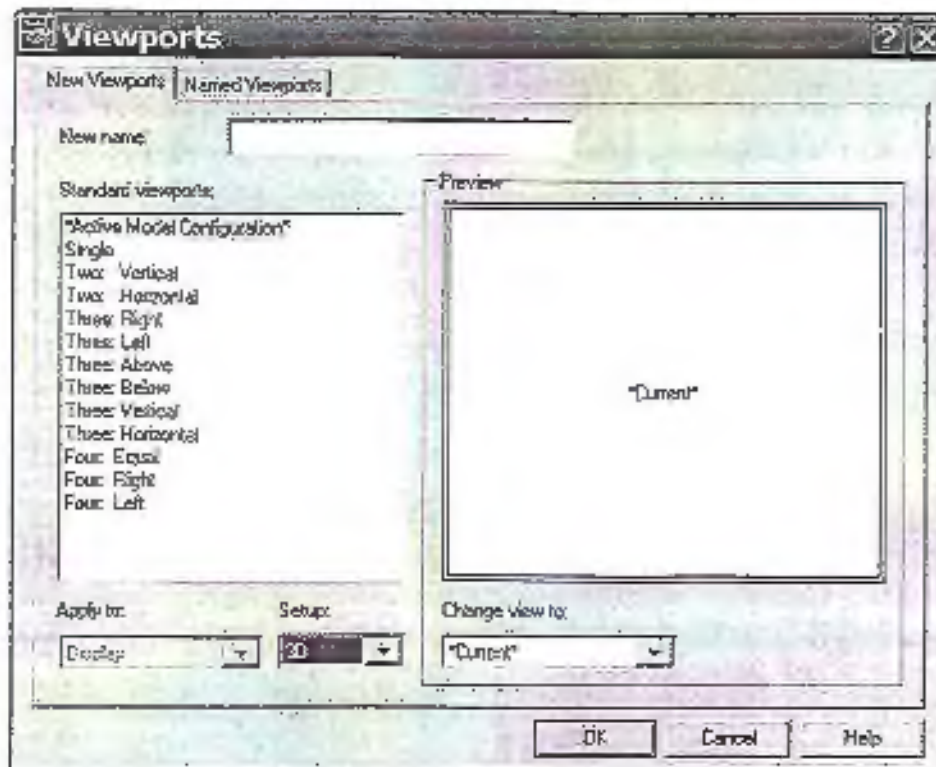 Viewports
New Viewports
Named Viewports
New name:
Standard viewports:
*Active Model Configuration*
Single
Two: Vertical
Two: Horizontal
Three: Right
Three: Left
Three: Above
Three: Below
Three: Vertical
Three: Horizontal
Four: Equal
Four: Right
Four: Left
Preview
*Current*
Apply to:
Display
Setup:
3D
Change view to:
*Current*
OK
Cancel
Help